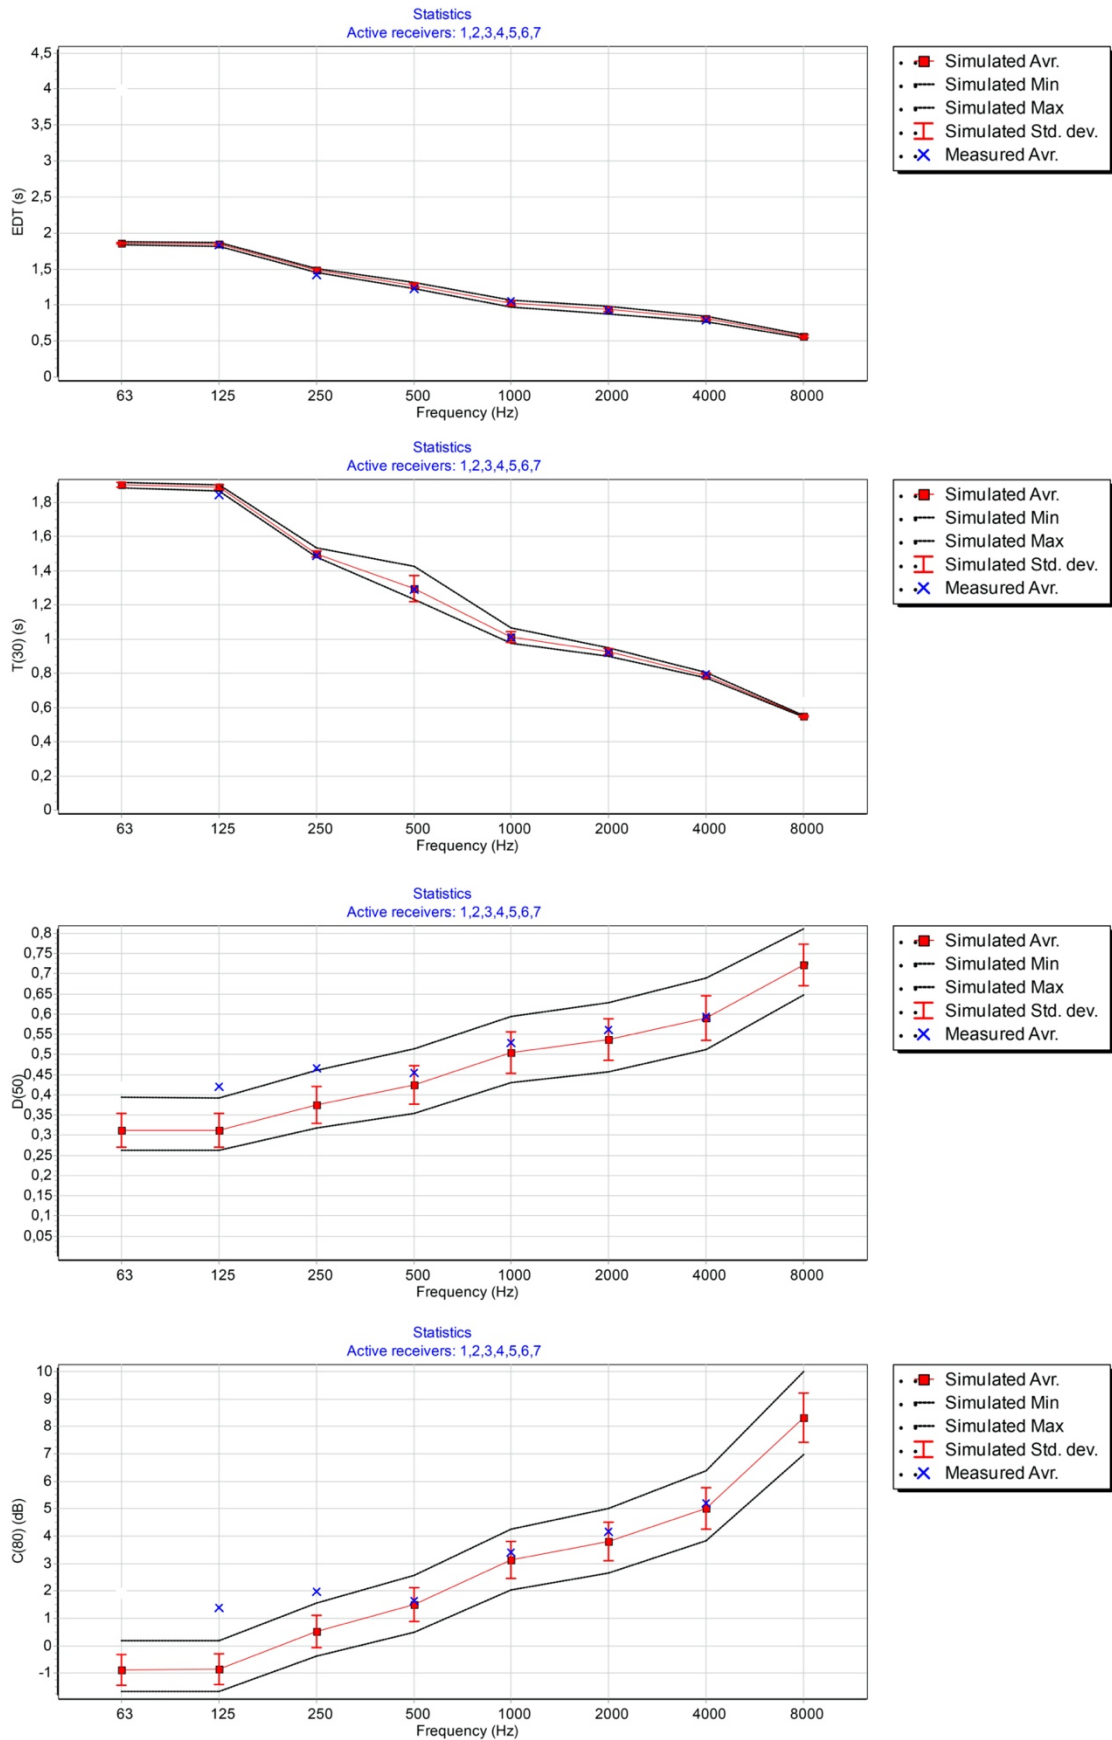 Statistics
Active receivers: 1,2,3,4,5,6,7
4,5
4
3,5
3
2,5
2
1,5
1
0,5
0
EDT (s)
63 125 250 500 1000 2000 4000 8000
Frequency (Hz)
Simulated Avr.
Simulated Min
Simulated Max
Simulated Std. dev.
Measured Avr.
Statistics
Active receivers: 1,2,3,4,5,6,7
1,8
1,6
1,4
1,2
1
0,8
0,6
0,4
0,2
0
T(30) (s)
63 125 250 500 1000 2000 4000 8000
Frequency (Hz)
Simulated Avr.
Simulated Min
Simulated Max
Simulated Std. dev.
Measured Avr.
Statistics
Active receivers: 1,2,3,4,5,6,7
0,8
0,75
0,7
0,65
0,6
0,55
0,5
0,45
0,4
0,35
0,3
0,25
0,2
0,15
0,1
0,05
D(50)
63 125 250 500 1000 2000 4000 8000
Frequency (Hz)
Simulated Avr.
Simulated Min
Simulated Max
Simulated Std. dev.
Measured Avr.
Statistics
Active receivers: 1,2,3,4,5,6,7
10
9
8
7
6
5
4
3
2
1
0
-1
C(80) (dB)
63 125 250 500 1000 2000 4000 8000
Frequency (Hz)
Simulated Avr.
Simulated Min
Simulated Max
Simulated Std. dev.
Measured Avr.